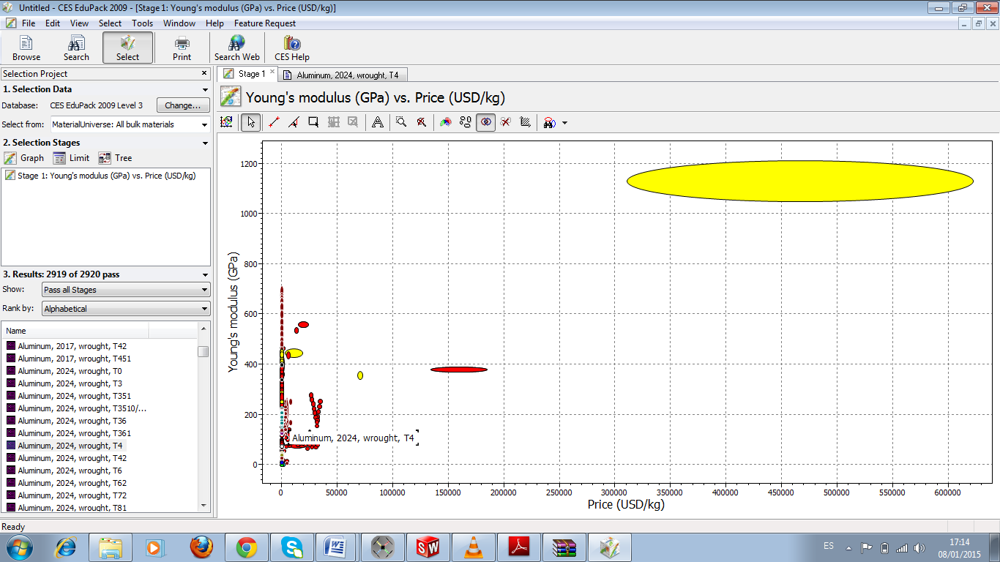 Untitled - CES EduPack 2009 - [Stage 1: Young's modulus (GPa) vs. Price (USD/kg)]
File Edit View Select Tools Window Help Feature Request
Browse Search Select Print Search Web CES Help
Selection Project
1. Selection Data
Database: CES EduPack 2009 Level 3 Change...
Select from: MaterialUniverse: All bulk materials
2. Selection Stages
Graph Limit Tree
Stage 1: Young's modulus (GPa) vs. Price (USD/kg)
3. Results: 2919 of 2920 pass
Show: Pass all Stages
Rank by: Alphabetical
Name
Aluminum, 2017, wrought, T42
Aluminum, 2017, wrought, T451
Aluminum, 2024, wrought, T0
Aluminum, 2024, wrought, T3
Aluminum, 2024, wrought, T351
Aluminum, 2024, wrought, T3510/...
Aluminum, 2024, wrought, T36
Aluminum, 2024, wrought, T361
Aluminum, 2024, wrought, T4
Aluminum, 2024, wrought, T42
Aluminum, 2024, wrought, T6
Aluminum, 2024, wrought, T62
Aluminum, 2024, wrought, T72
Aluminum, 2024, wrought, T81
Stage 1 Aluminum, 2024, wrought, T4
Young's modulus (GPa) vs. Price (USD/kg)
Young's modulus (GPa)
1200
1000
800
600
400
200
0
Aluminum, 2024, wrought, T4
0 50000 100000 150000 200000 250000 300000 350000 400000 450000 500000 550000 600000
Price (USD/kg)
Ready
ES 17:14
08/01/2015